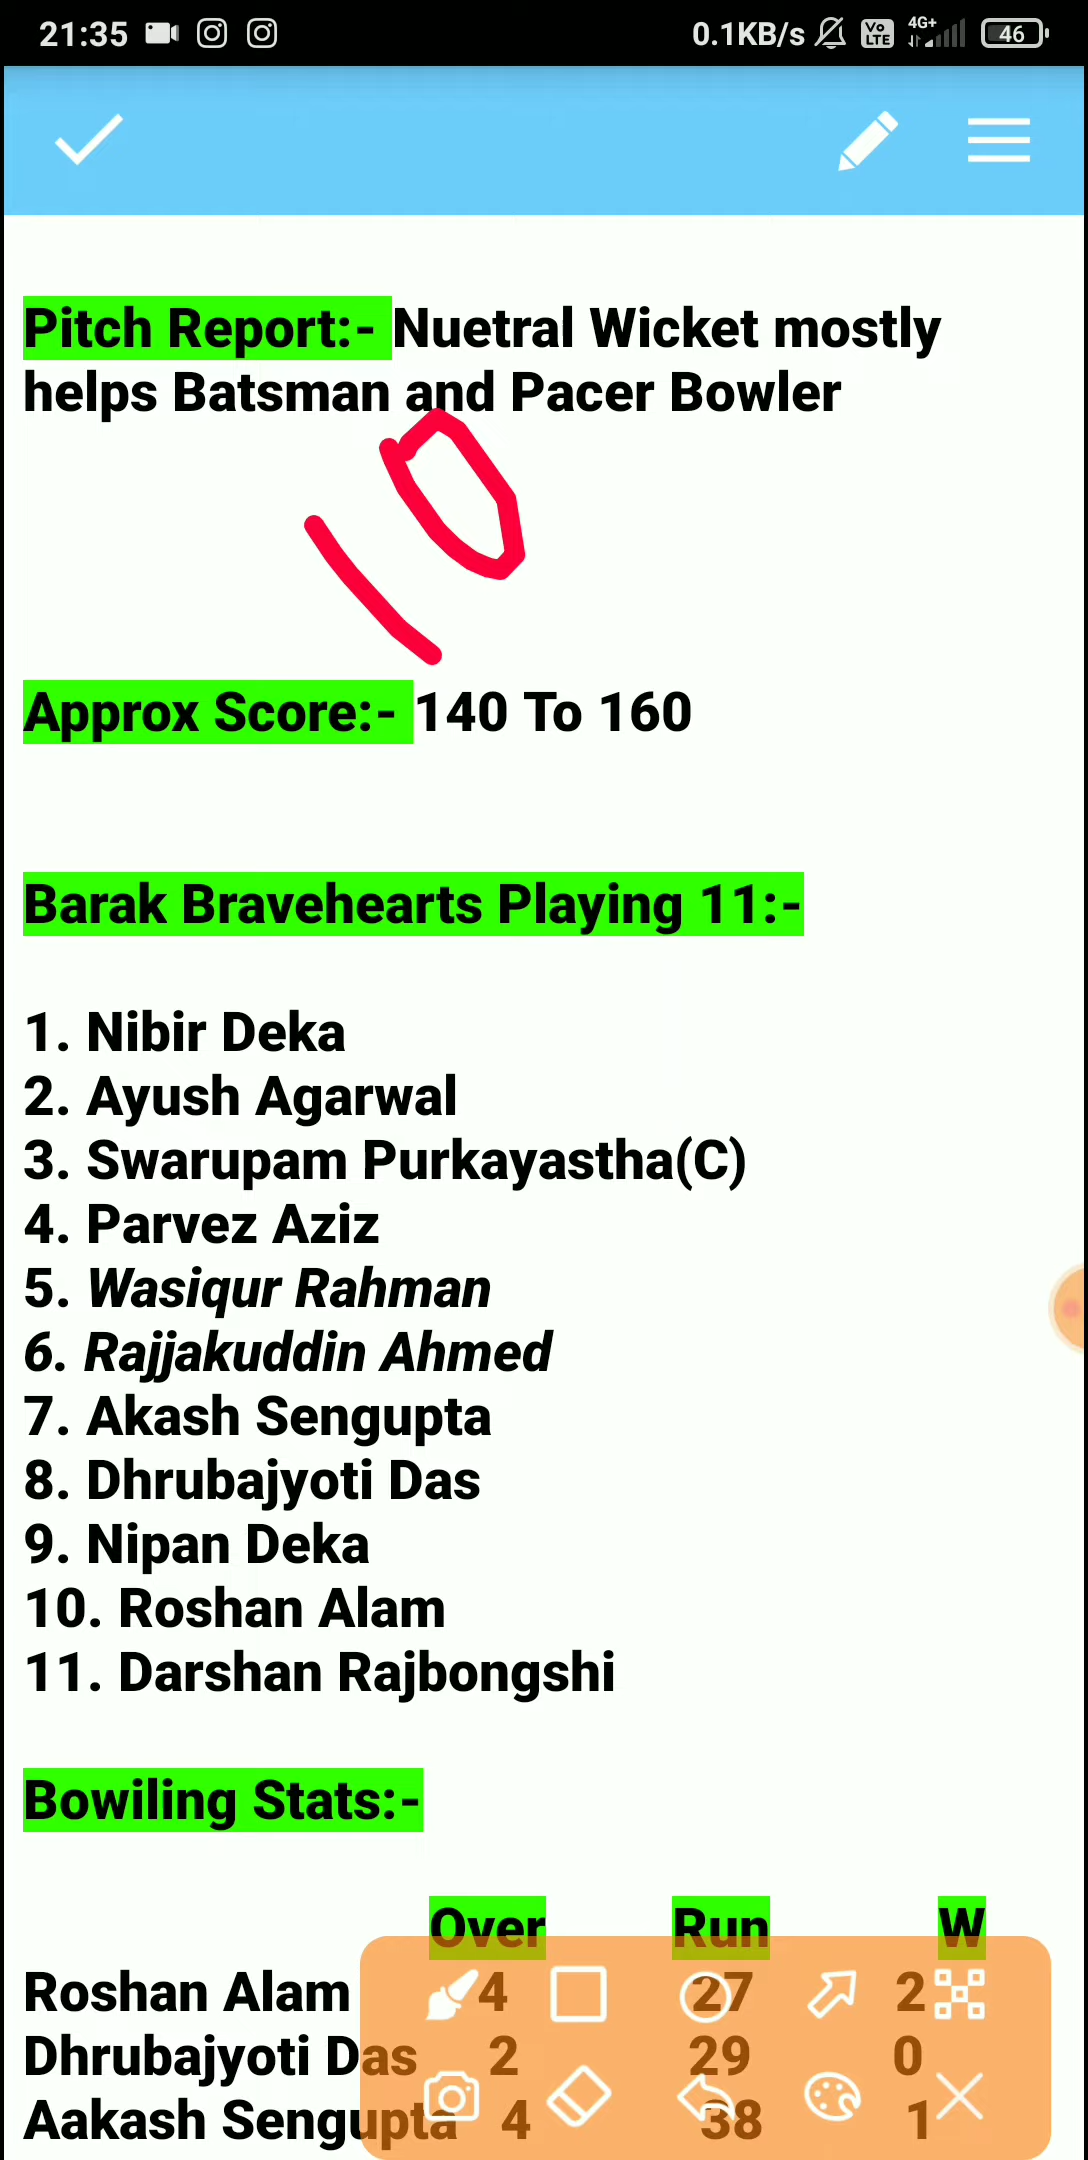 21:35
0.1KB/s
Vo LTE
4G+
46
Pitch Report:- Nuetral Wicket mostly
helps Batsman and Pacer Bowler
Approx Score:- 140 To 160
Barak Bravehearts Playing 11:-
1. Nibir Deka
2. Ayush Agarwal
3. Swarupam Purkayastha(C)
4. Parvez Aziz
5. Wasiqur Rahman
6. Rajjakuddin Ahmed
7. Akash Sengupta
8. Dhrubajyoti Das
9. Nipan Deka
10. Roshan Alam
11. Darshan Rajbongshi
Bowiling Stats:-
Over Run W
Roshan Alam 4 27 2
Dhrubajyoti Das 2 29 0
Aakash Sengupta 4 38 1